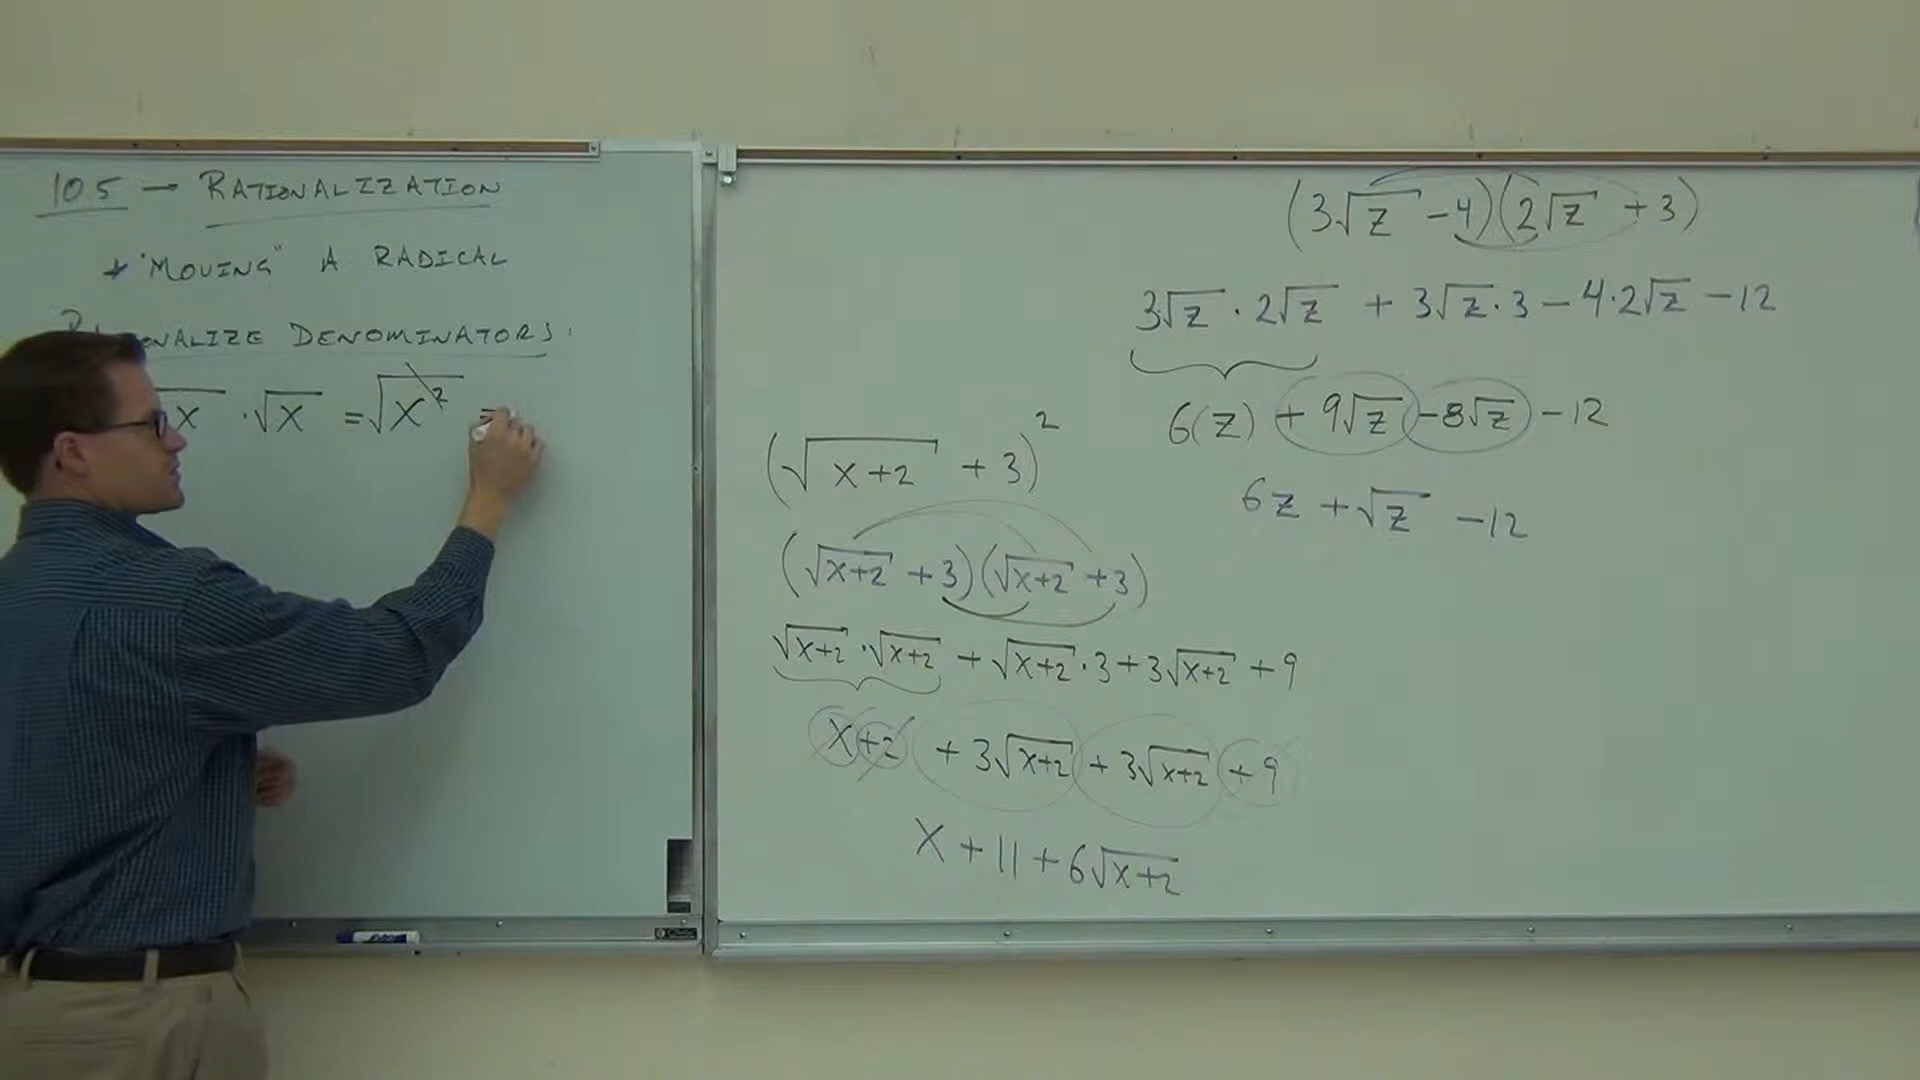 10.5 → RATIONALIZATION
* "MOVING" A RADICAL
RATIONALIZE DENOMINATORS:
√x · √x = √x² =
(√x+2 + 3)²
(√x+2 + 3)(√x+2 + 3)
√x+2 · √x+2 + √x+2 · 3 + 3√x+2 + 9
x + 2 + 3√x+2 + 3√x+2 + 9
x + 11 + 6√x+2
(3√z - 4)(2√z + 3)
3√z · 2√z + 3√z · 3 - 4 · 2√z - 12
6(z) + 9√z - 8√z - 12
6z + √z - 12